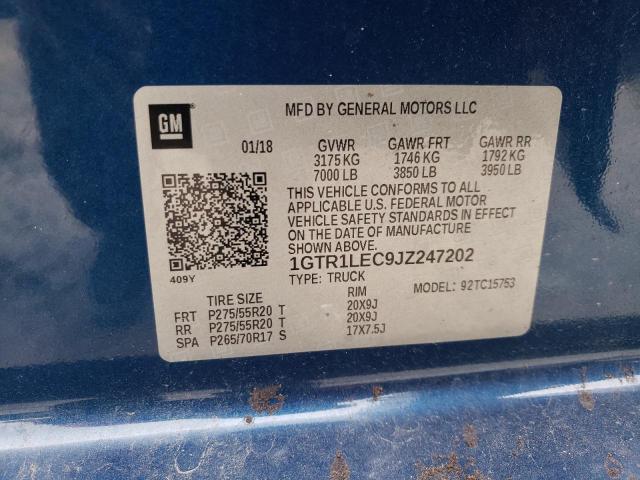 GM
MFD BY GENERAL MOTORS LLC
01/18 GVWR GAWR FRT GAWR RR
3175 KG 1746 KG 1792 KG
7000 LB 3850 LB 3950 LB
THIS VEHICLE CONFORMS TO ALL
APPLICABLE U.S. FEDERAL MOTOR
VEHICLE SAFETY STANDARDS IN EFFECT
ON THE DATE OF MANUFACTURE
SHOWN ABOVE.
409Y
1GTR1LEC9JZ247202
TYPE: TRUCK MODEL: 92TC15753
TIRE SIZE RIM
FRT P275/55R20 T 20X9J
RR P275/55R20 T 20X9J
SPA P265/70R17 S 17X7.5J